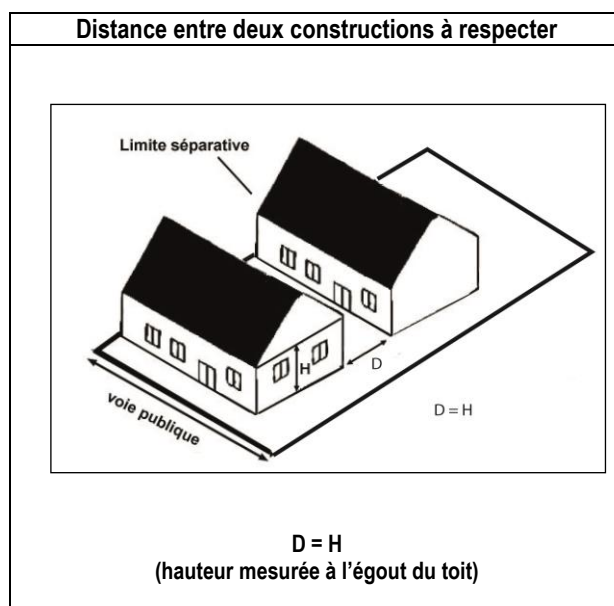 Distance entre deux constructions à respecter
Limite séparative
H
D
voie publique
D = H
D = H
(hauteur mesurée à l'égout du toit)